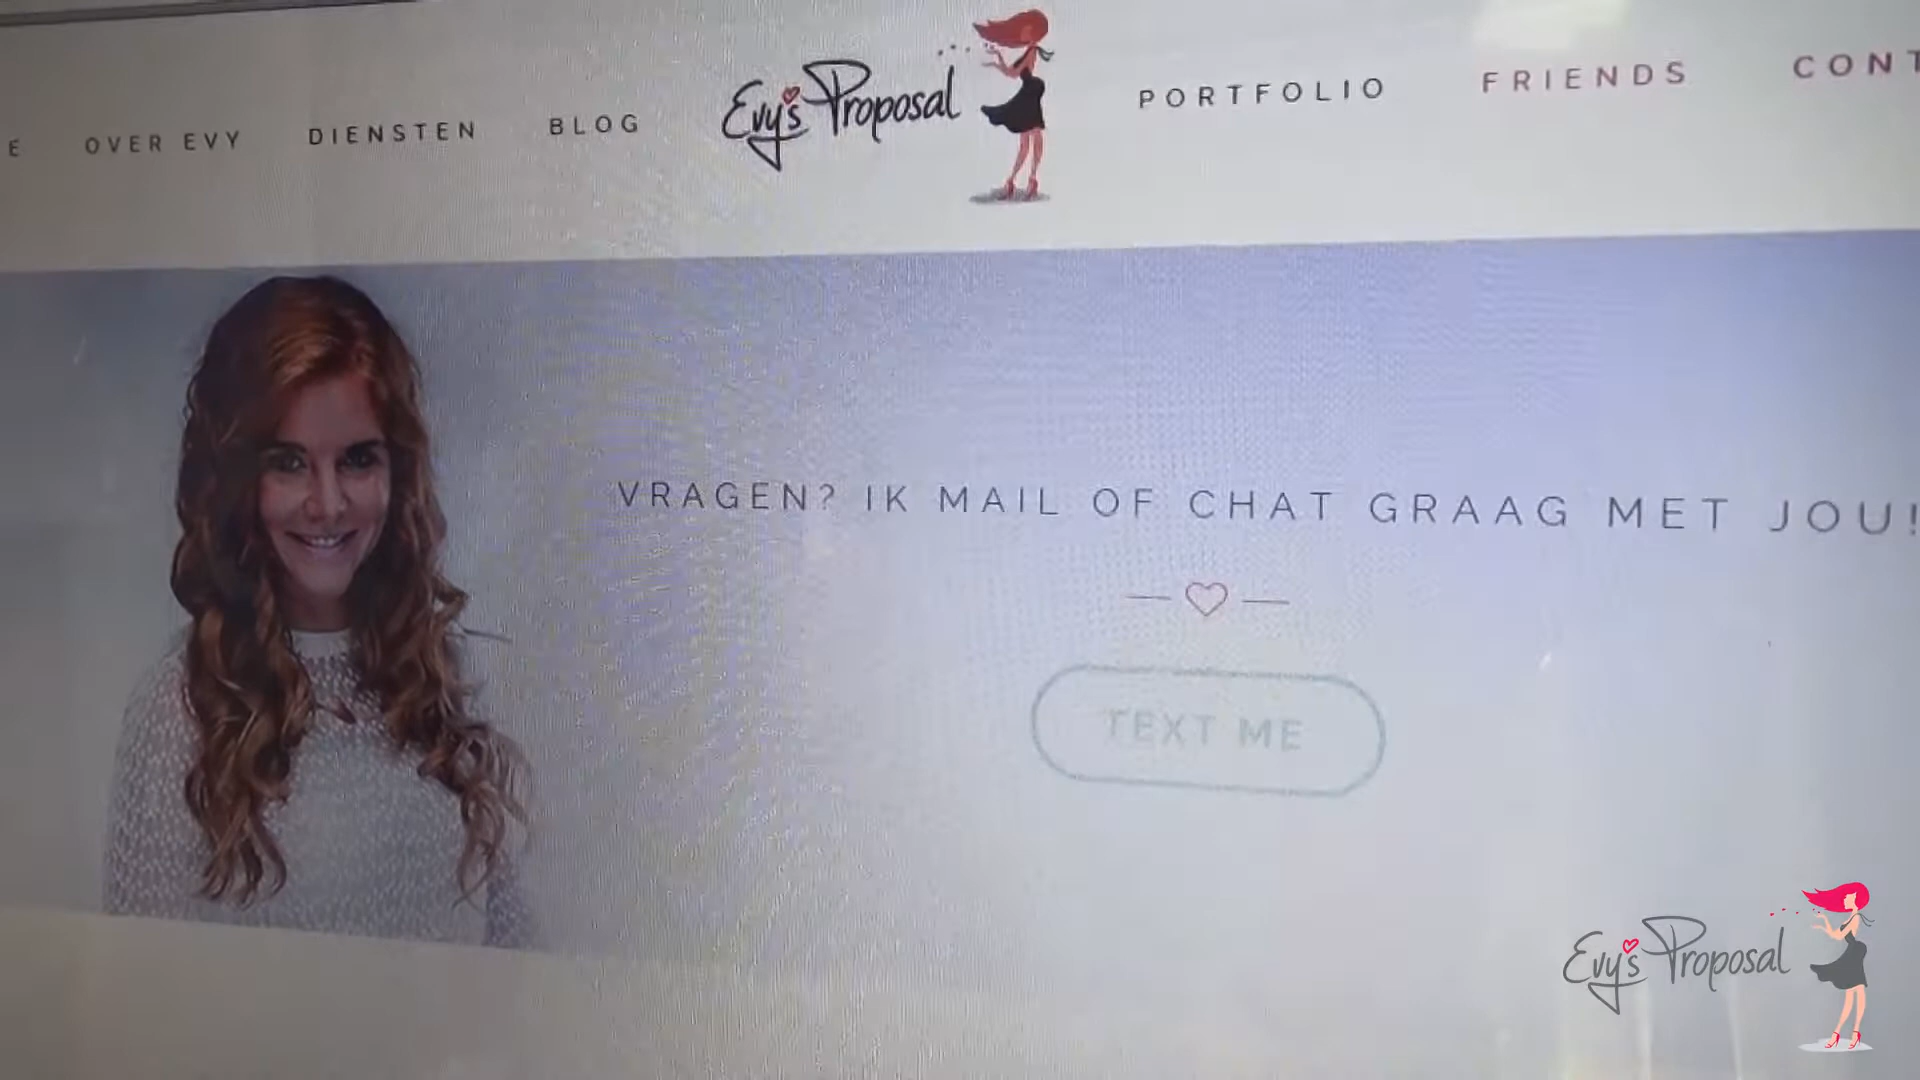 E OVER EVY DIENSTEN BLOG Evy's Proposal PORTFOLIO FRIENDS CONT
VRAGEN? IK MAIL OF CHAT GRAAG MET JOU!
TEXT ME
Evy's Proposal